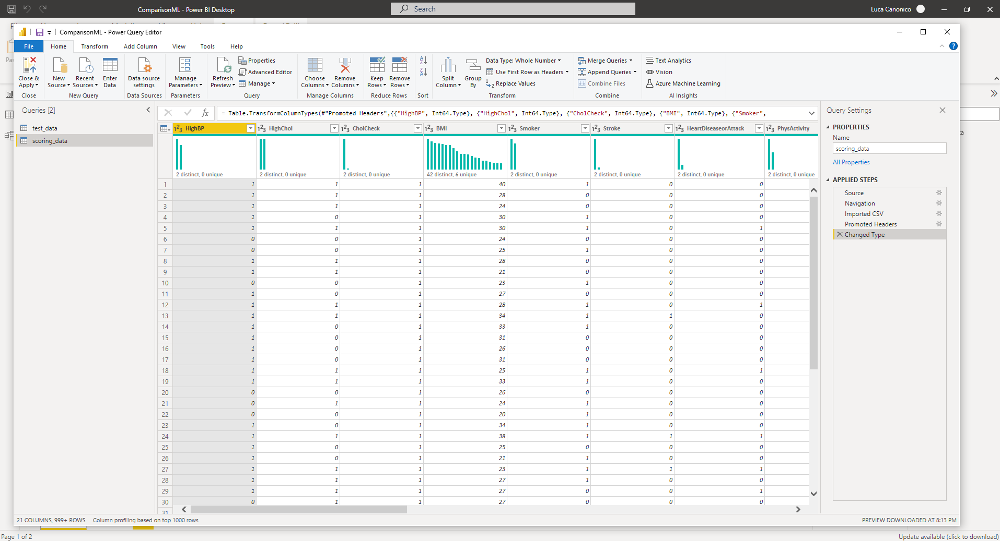 ComparisonML - Power BI Desktop
Search
Luca Canonico
ComparisonML - Power Query Editor
File Home Transform Add Column View Tools Help
Close & Apply
Close
New Source
Recent Sources
Enter Data
New Query
Data source settings
Data Sources
Manage Parameters
Parameters
Refresh Preview
Properties
Advanced Editor
Manage
Query
Choose Columns
Remove Columns
Manage Columns
Keep Rows
Remove Rows
Reduce Rows
Sort
Split Column
Group By
Data Type: Whole Number
Use First Row as Headers
Replace Values
Transform
Merge Queries
Append Queries
Combine Files
Combine
Text Analytics
Vision
Azure Machine Learning
AI Insights
Queries [2]
test_data
scoring_data
fx
= Table.TransformColumnTypes(#"Promoted Headers",{{"HighBP", Int64.Type}, {"HighChol", Int64.Type}, {"CholCheck", Int64.Type}, {"BMI", Int64.Type}, {"Smoker",
123 HighBP 123 HighChol 123 CholCheck 123 BMI 123 Smoker 123 Stroke 123 HeartDiseaseorAttack 123 PhysActivity
2 distinct, 0 unique 2 distinct, 0 unique 2 distinct, 0 unique 42 distinct, 6 unique 2 distinct, 0 unique 2 distinct, 0 unique 2 distinct, 0 unique 2 distinct, 0 unique
1 1 1 1 40 1 0 0
2 1 1 1 28 0 0 0
3 1 1 1 24 0 0 0
4 1 0 1 30 1 0 0
5 1 1 1 30 1 0 1
6 0 0 1 24 0 0 0
7 0 0 1 25 1 0 0
8 1 1 1 28 0 0 0
9 1 1 1 21 0 0 0
10 0 0 1 23 1 0 0
11 1 0 1 27 0 0 0
12 1 1 1 28 1 0 1
13 1 1 1 34 1 1 0
14 1 0 1 33 1 0 0
15 1 0 1 31 0 0 0
16 1 0 1 26 0 0 0
17 1 0 1 31 0 0 0
18 1 1 1 25 1 0 1
19 1 1 1 33 1 0 0
20 0 0 1 26 0 0 0
21 0 1 1 24 1 0 0
22 0 0 1 20 1 0 0
23 1 0 1 34 1 0 0
24 1 1 1 38 1 1 1
25 1 0 1 25 0 0 0
26 1 0 1 21 1 0 0
27 1 1 1 23 1 1 1
28 1 1 1 27 1 0 0
29 1 1 1 27 0 0 1
30 0 1 1 27 0 0 0
31
Query Settings
PROPERTIES
Name
scoring_data
All Properties
APPLIED STEPS
Source
Navigation
Imported CSV
Promoted Headers
Changed Type
21 COLUMNS, 999+ ROWS Column profiling based on top 1000 rows
PREVIEW DOWNLOADED AT 8:13 PM
Page 1 of 2
Update available (click to download)